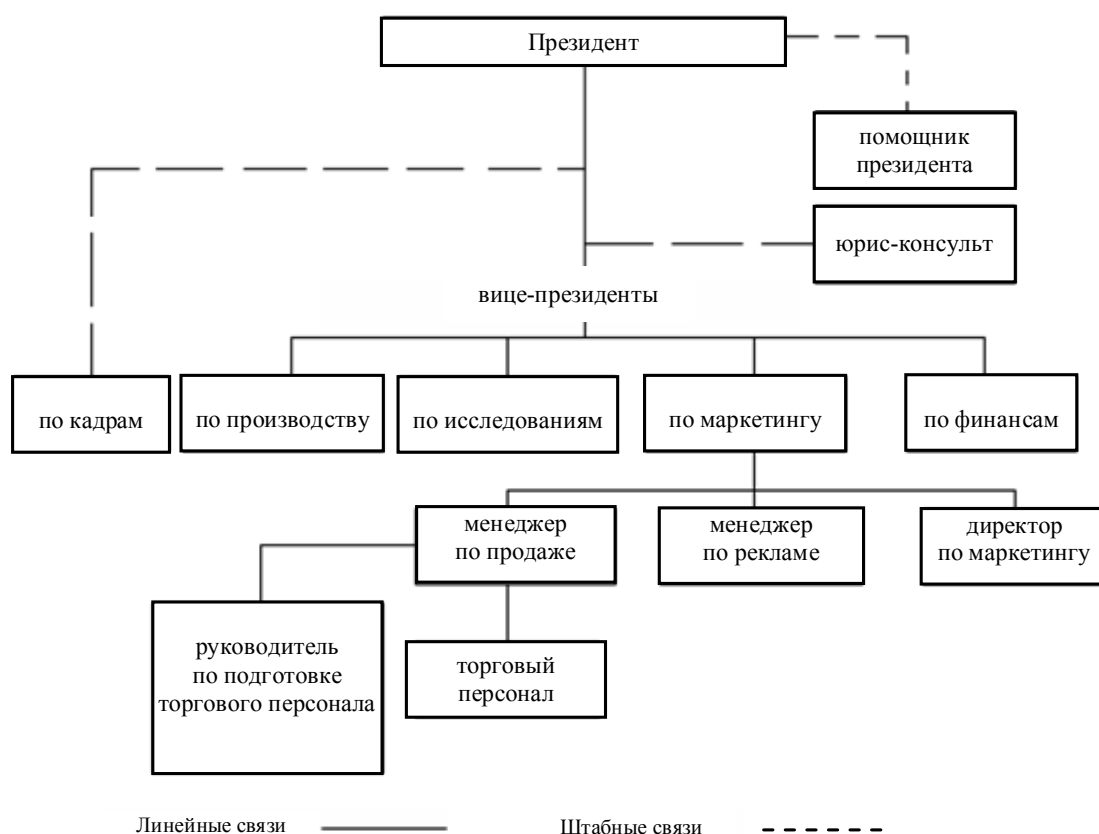 Президент
помощник
президента
юрис-консульт
вице-президенты
по кадрам
по производству
по исследованиям
по маркетингу
по финансам
менеджер
по продаже
менеджер
по рекламе
директор
по маркетингу
руководитель
по подготовке
торгового персонала
торговый
персонал
Линейные связи
Штабные связи